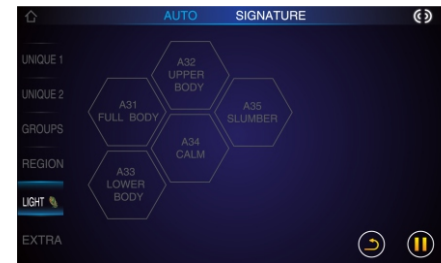 AUTO SIGNATURE
UNIQUE 1
UNIQUE 2
GROUPS
REGION
LIGHT
EXTRA
A32
UPPER
BODY
A31
FULL BODY
A35
SLUMBER
A34
CALM
A33
LOWER
BODY